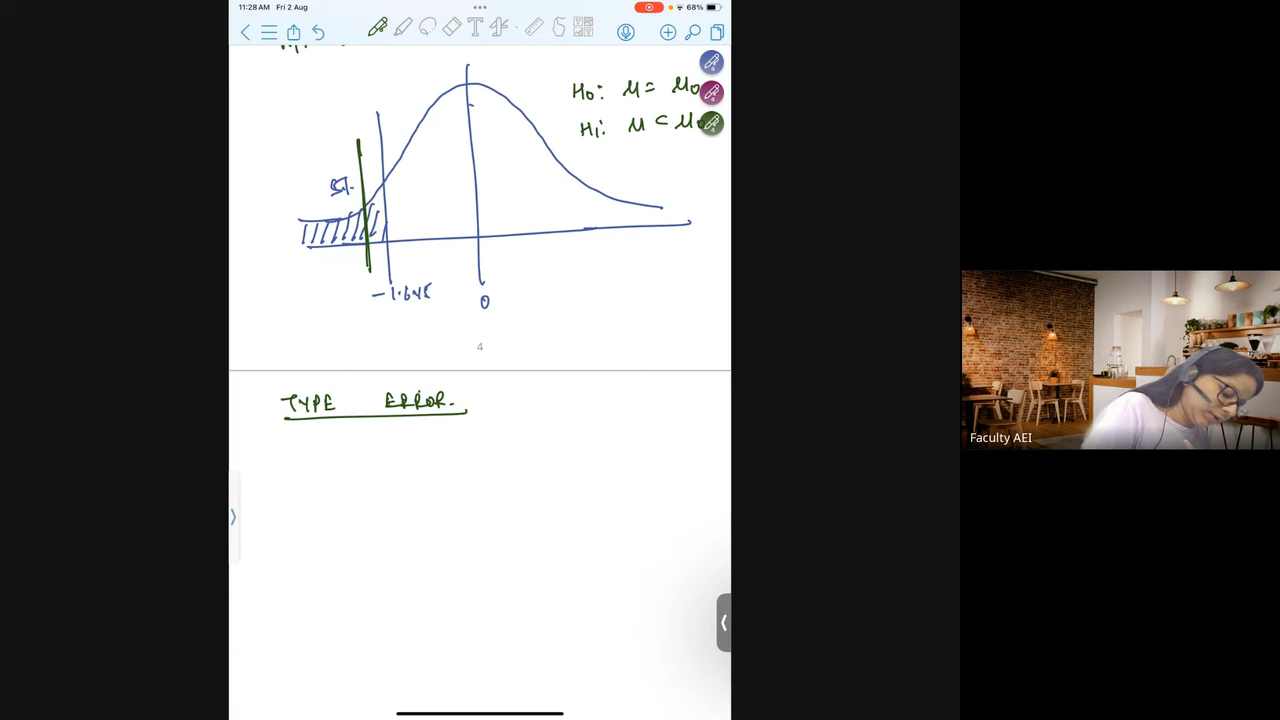 11:28 AM Fri 2 Aug
68%
H₀: μ = μ₀
H₁: μ < μ
5%
-1.645
0
4
TYPE ERROR.
Faculty AEI